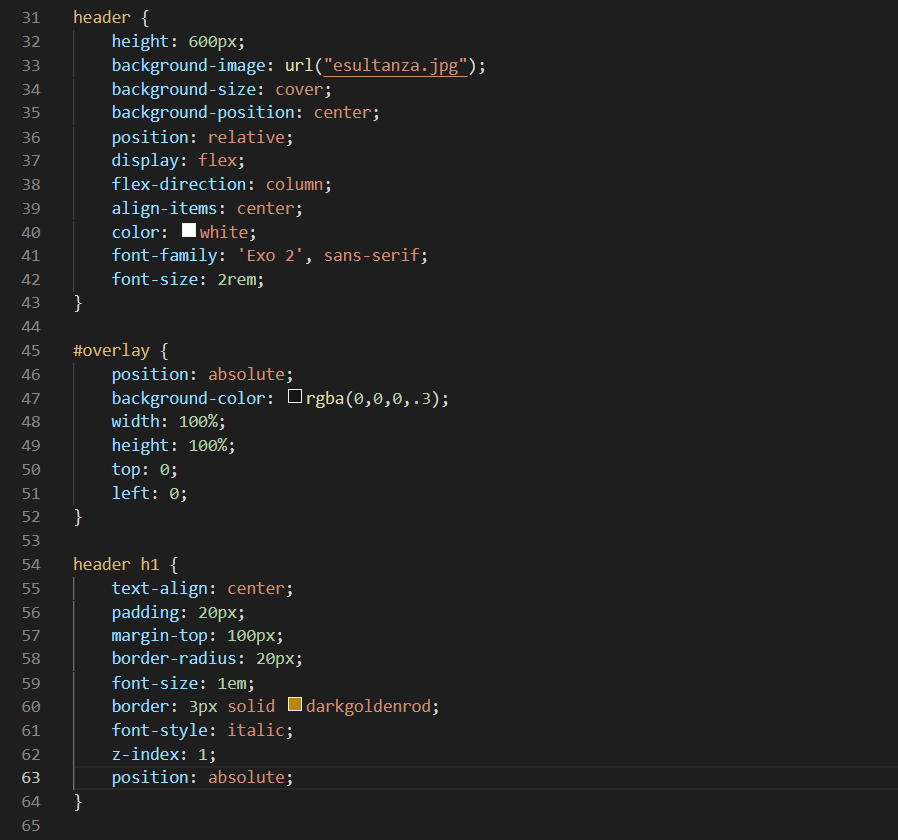 31 header {
32     height: 600px;
33     background-image: url("esultanza.jpg");
34     background-size: cover;
35     background-position: center;
36     position: relative;
37     display: flex;
38     flex-direction: column;
39     align-items: center;
40     color: white;
41     font-family: 'Exo 2', sans-serif;
42     font-size: 2rem;
43 }
44
45 #overlay {
46     position: absolute;
47     background-color: rgba(0,0,0,.3);
48     width: 100%;
49     height: 100%;
50     top: 0;
51     left: 0;
52 }
53
54 header h1 {
55     text-align: center;
56     padding: 20px;
57     margin-top: 100px;
58     border-radius: 20px;
59     font-size: 1em;
60     border: 3px solid darkgoldenrod;
61     font-style: italic;
62     z-index: 1;
63     position: absolute;
64 }
65